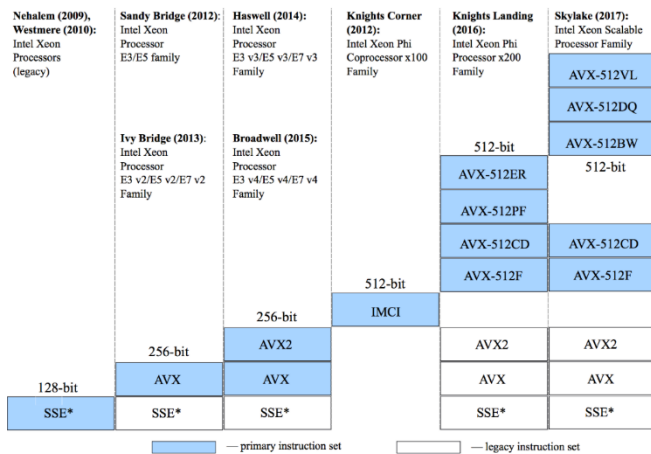 Nehalem (2009),
Westmere (2010):
Intel Xeon
Processors
(legacy)
Sandy Bridge (2012):
Intel Xeon
Processor
E3/E5 family
Ivy Bridge (2013):
Intel Xeon
Processor
E3 v2/E5 v2/E7 v2
Family
Haswell (2014):
Intel Xeon
Processor
E3 v3/E5 v3/E7 v3
Family
Broadwell (2015):
Intel Xeon
Processor
E3 v4/E5 v4/E7 v4
Family
Knights Corner
(2012):
Intel Xeon Phi
Coprocessor x100
Family
Knights Landing
(2016):
Intel Xeon Phi
Processor x200
Family
Skylake (2017):
Intel Xeon Scalable
Processor Family
128-bit
SSE*
256-bit
AVX
SSE*
256-bit
AVX2
AVX
SSE*
512-bit
IMCI
512-bit
AVX-512ER
AVX-512PF
AVX-512CD
AVX-512F
AVX2
AVX
SSE*
AVX-512VL
AVX-512DQ
AVX-512BW
512-bit
AVX-512CD
AVX-512F
AVX2
AVX
SSE*
— primary instruction set
— legacy instruction set